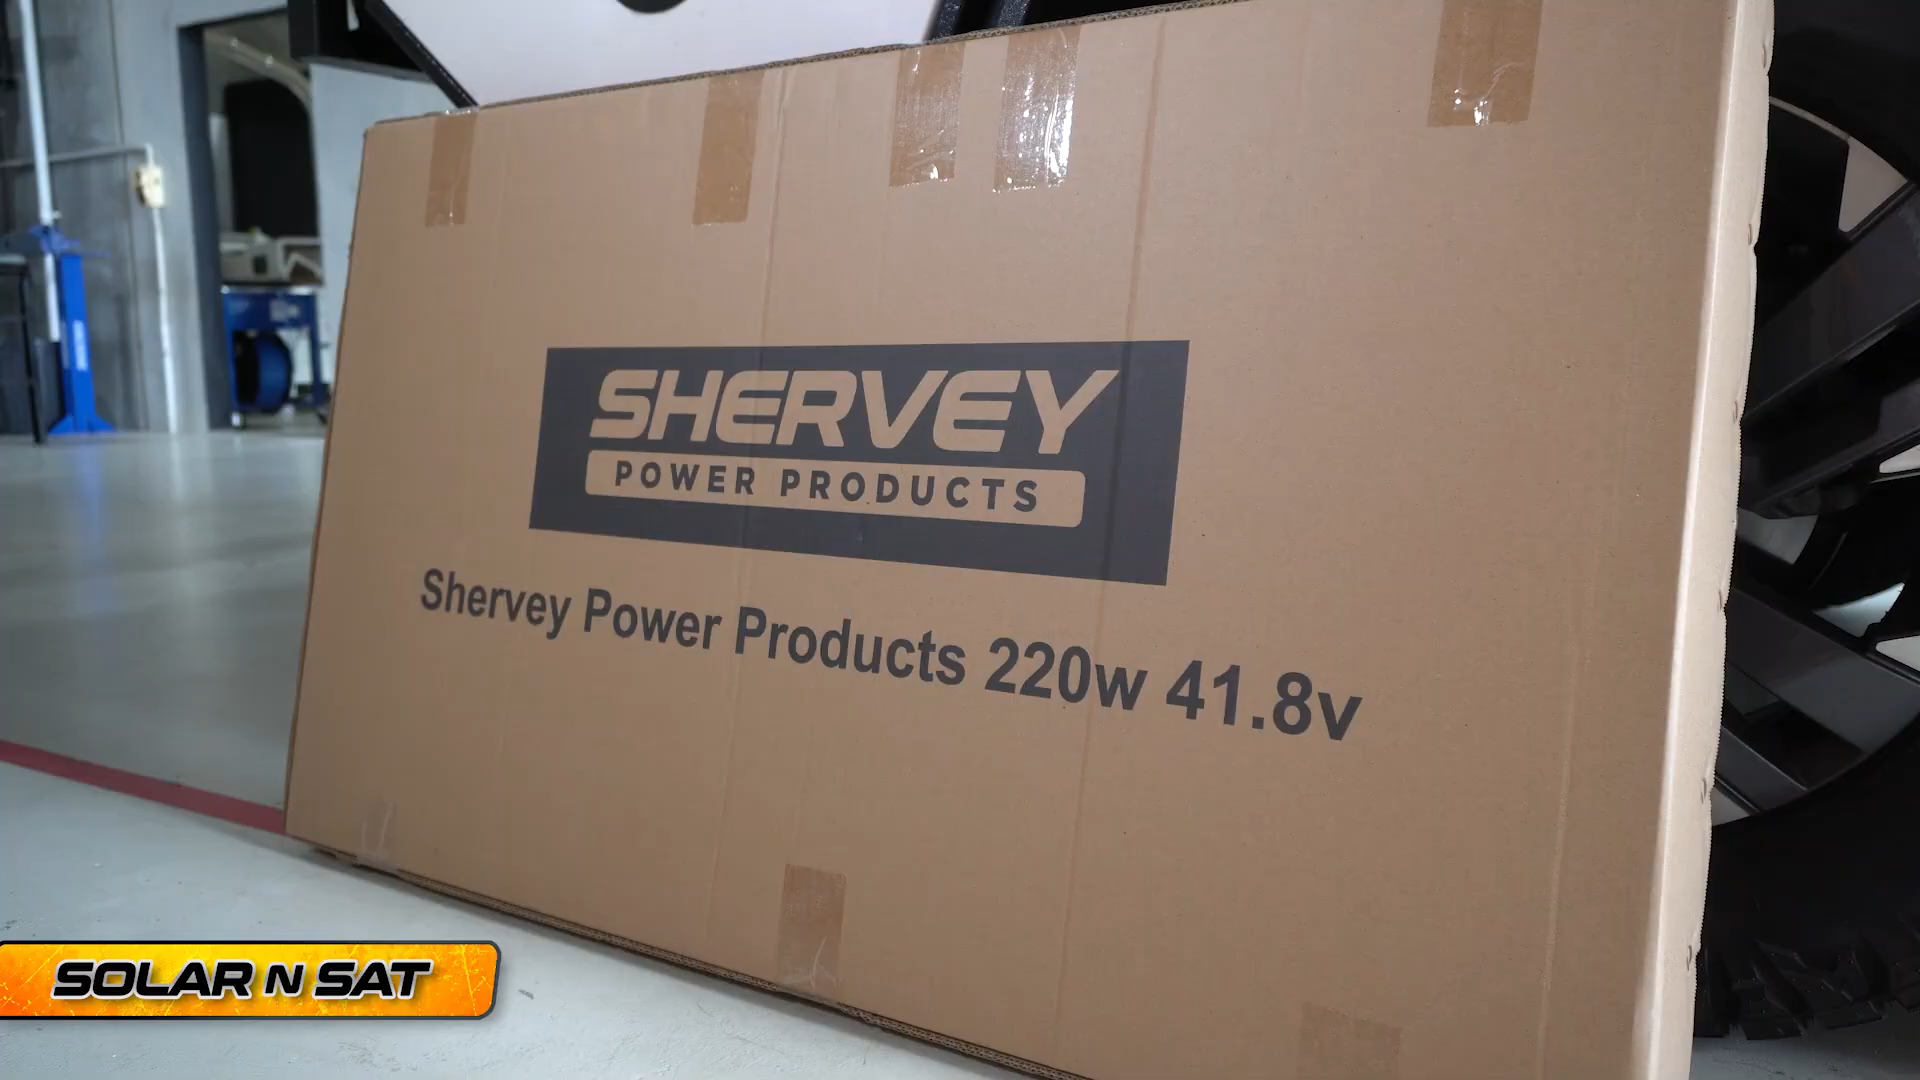 SHERVEY
POWER PRODUCTS
Shervey Power Products 220w 41.8v
SOLAR N SAT